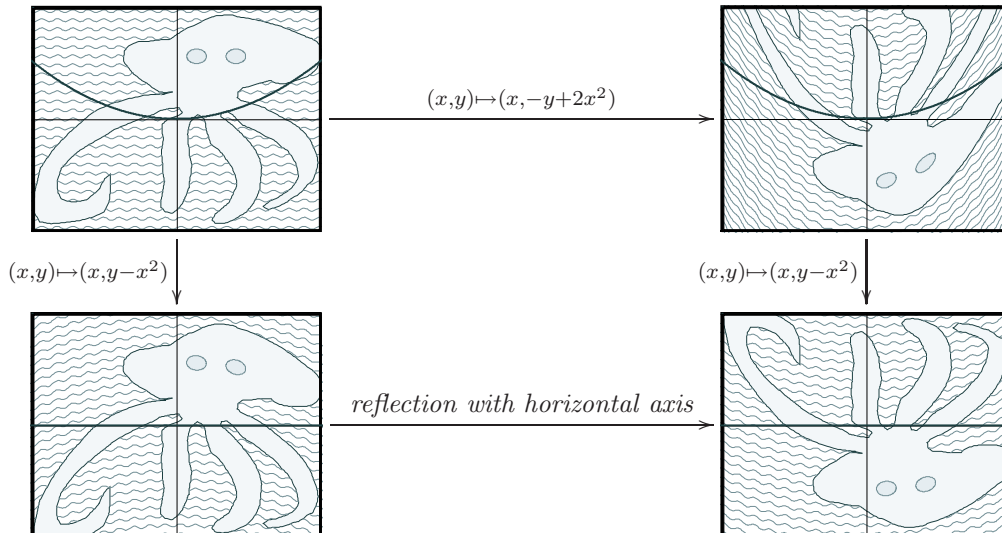 (x,y)↦(x,−y+2x²)
(x,y)↦(x,y−x²)
(x,y)↦(x,y−x²)
reflection with horizontal axis